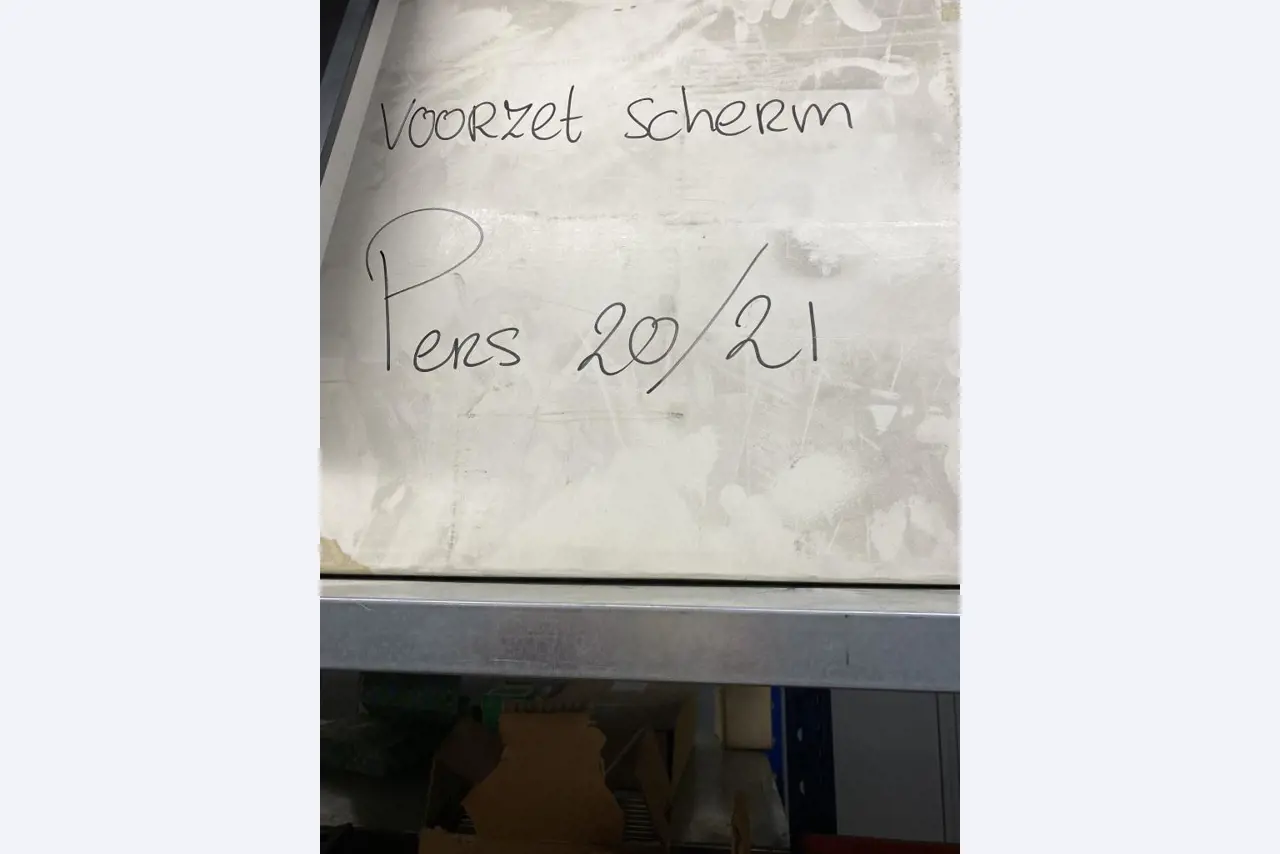 Voorzet scherm
Pers 20/21